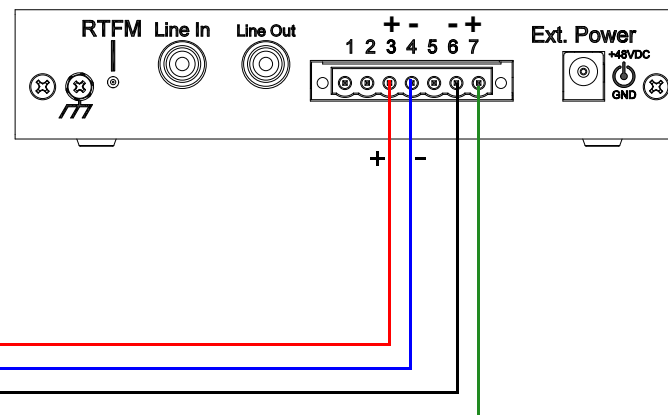 RTFM Line In Line Out + - - + Ext. Power
1 2 3 4 5 6 7
+48VDC
GND
+ -